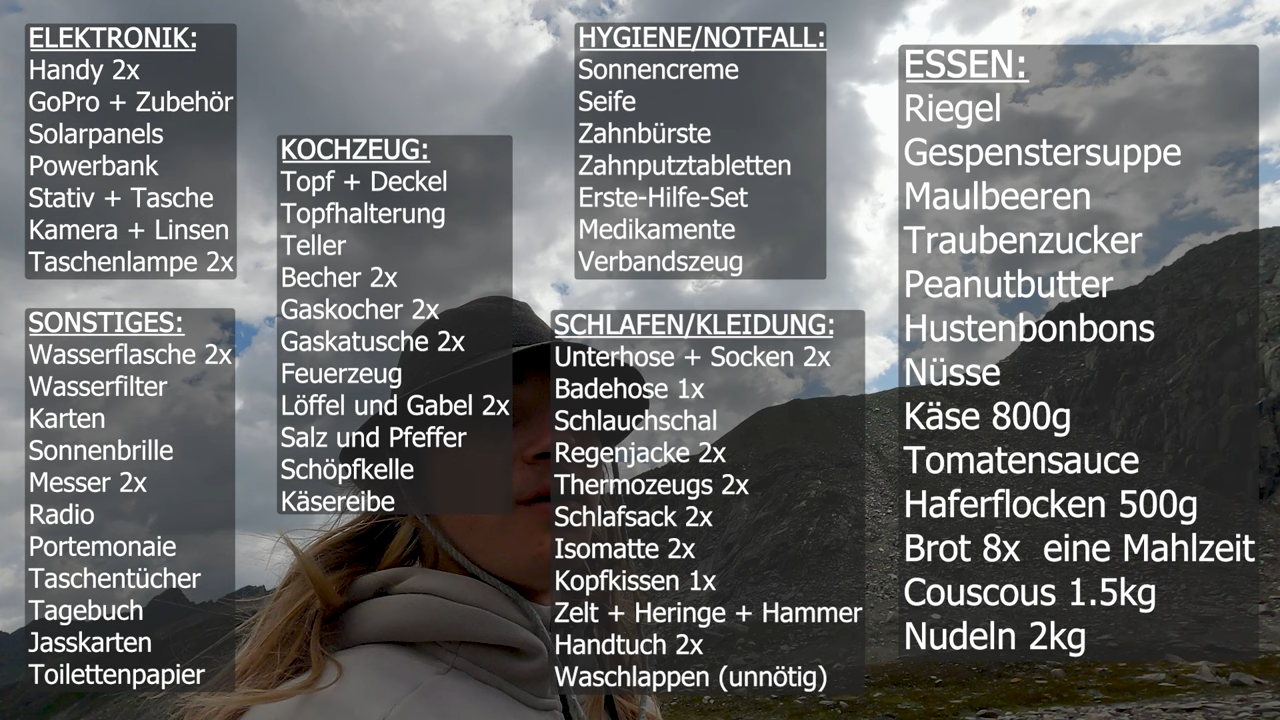 ELEKTRONIK:
Handy 2x
GoPro + Zubehör
Solarpanels
Powerbank
Stativ + Tasche
Kamera + Linsen
Taschenlampe 2x
SONSTIGES:
Wasserflasche 2x
Wasserfilter
Karten
Sonnenbrille
Messer 2x
Radio
Portemonaie
Taschentücher
Tagebuch
Jasskarten
Toilettenpapier
KOCHZEUG:
Topf + Deckel
Topfhalterung
Teller
Becher 2x
Gaskocher 2x
Gaskatusche 2x
Feuerzeug
Löffel und Gabel 2x
Salz und Pfeffer
Schöpfkelle
Käsereibe
HYGIENE/NOTFALL:
Sonnencreme
Seife
Zahnbürste
Zahnputztabletten
Erste-Hilfe-Set
Medikamente
Verbandszeug
SCHLAFEN/KLEIDUNG:
Unterhose + Socken 2x
Badehose 1x
Schlauchschal
Regenjacke 2x
Thermozeugs 2x
Schlafsack 2x
Isomatte 2x
Kopfkissen 1x
Zelt + Heringe + Hammer
Handtuch 2x
Waschlappen (unnötig)
ESSEN:
Riegel
Gespenstersuppe
Maulbeeren
Traubenzucker
Peanutbutter
Hustenbonbons
Nüsse
Käse 800g
Tomatensauce
Haferflocken 500g
Brot 8x  eine Mahlzeit
Couscous 1.5kg
Nudeln 2kg